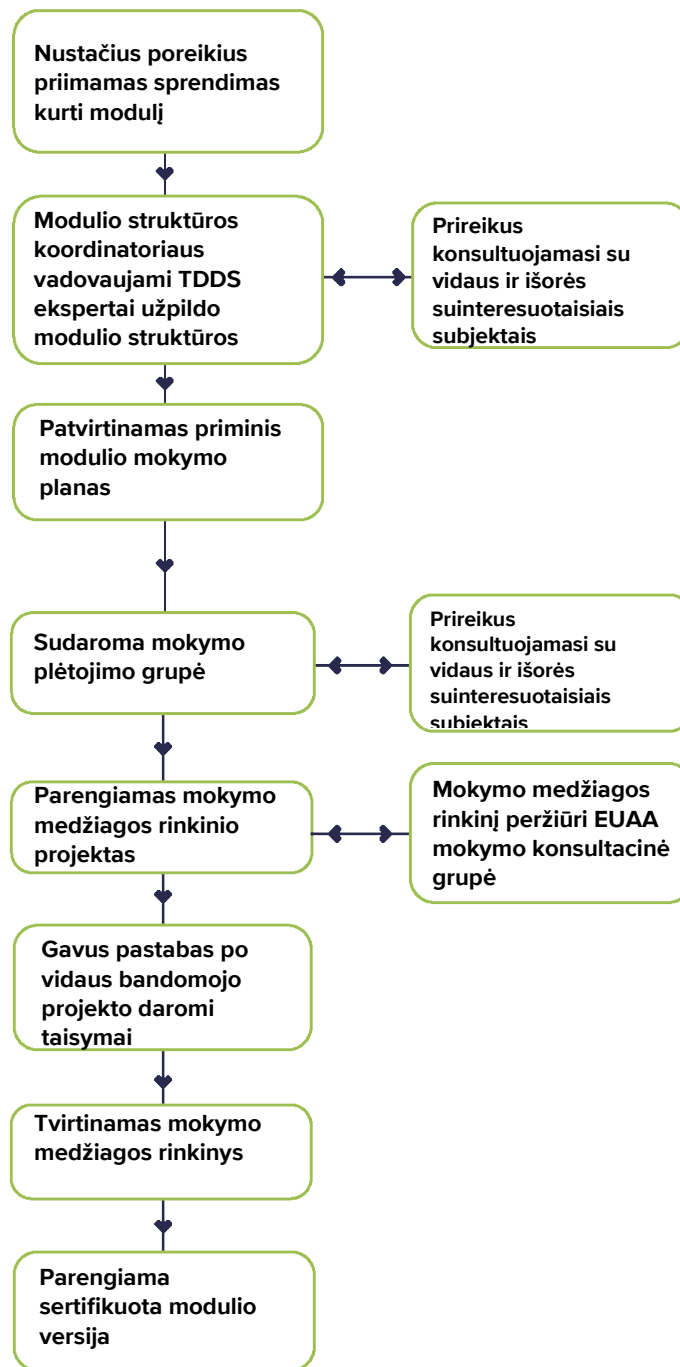 Nustačius poreikius
priimamas sprendimas
kurti modulį
Modulio struktūros
koordinatoriaus
vadovaujami TDDS
ekspertai užpildo
modulio struktūros
Prireikus
konsultuojamasi su
vidaus ir išorės
suinteresuotaisiais
subjektais
Patvirtinamas priminis
modulio mokymo
planas
Sudaroma mokymo
plėtojimo grupė
Prireikus
konsultuojamasi su
vidaus ir išorės
suinteresuotaisiais
subjektais
Parengiamas mokymo
medžiagos rinkinio
projektas
Mokymo medžiagos
rinkinį peržiūri EUAA
mokymo konsultacinė
grupė
Gavus pastabas po
vidaus bandomojo
projekto daromi
taisymai
Tvirtinamas mokymo
medžiagos rinkinys
Parengiama
sertifikuota modulio
versija